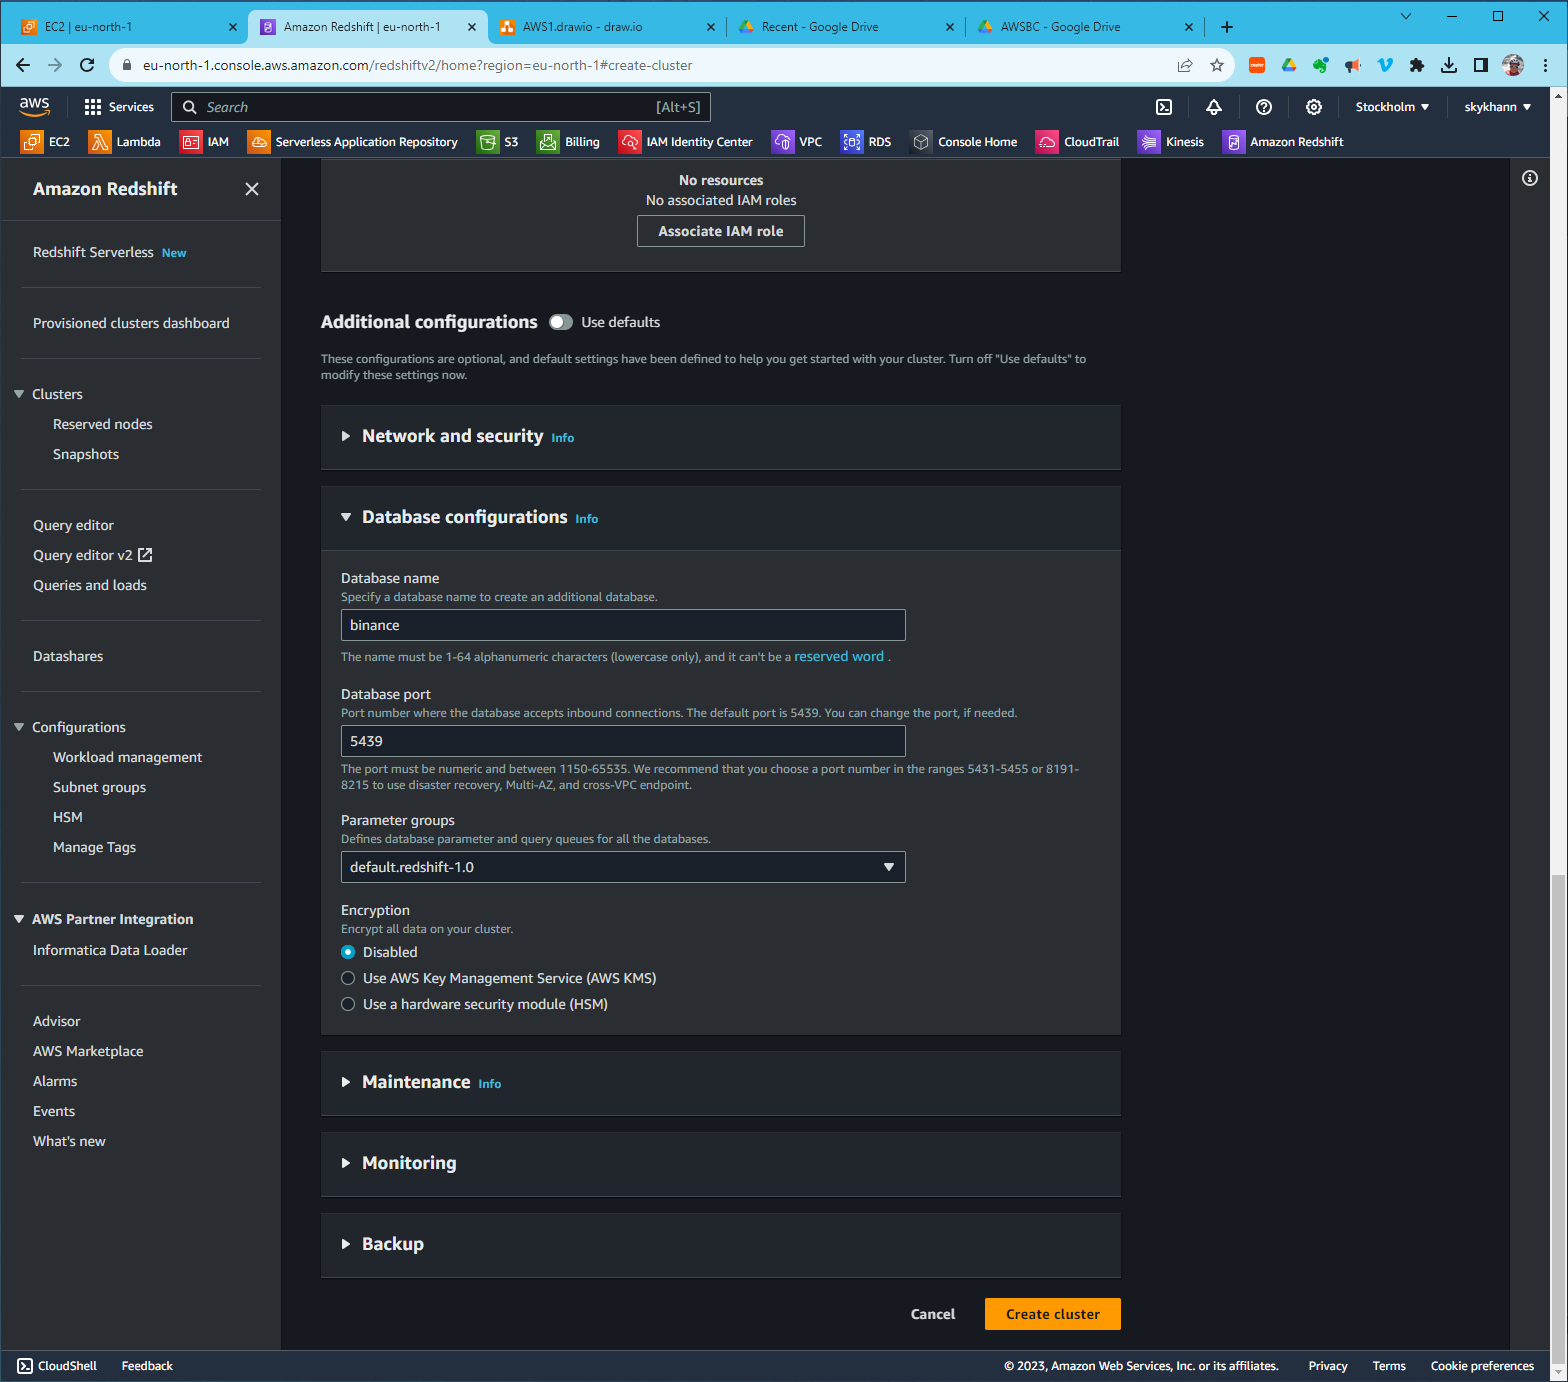 EC2 | eu-north-1
Amazon Redshift | eu-north-1
AWS1.drawio - draw.io
Recent - Google Drive
AWSBC - Google Drive
eu-north-1.console.aws.amazon.com/redshiftv2/home?region=eu-north-1#create-cluster
aws
Services
Search
[Alt+S]
Stockholm
skykhann
EC2
Lambda
IAM
Serverless Application Repository
S3
Billing
IAM Identity Center
VPC
RDS
Console Home
CloudTrail
Kinesis
Amazon Redshift
Amazon Redshift
Redshift Serverless New
Provisioned clusters dashboard
Clusters
Reserved nodes
Snapshots
Query editor
Query editor v2
Queries and loads
Datashares
Configurations
Workload management
Subnet groups
HSM
Manage Tags
AWS Partner Integration
Informatica Data Loader
Advisor
AWS Marketplace
Alarms
Events
What's new
No resources
No associated IAM roles
Associate IAM role
Additional configurations Use defaults
These configurations are optional, and default settings have been defined to help you get started with your cluster. Turn off "Use defaults" to
modify these settings now.
Network and security Info
Database configurations Info
Database name
Specify a database name to create an additional database.
binance
The name must be 1-64 alphanumeric characters (lowercase only), and it can't be a reserved word .
Database port
Port number where the database accepts inbound connections. The default port is 5439. You can change the port, if needed.
5439
The port must be numeric and between 1150-65535. We recommend that you choose a port number in the ranges 5431-5455 or 8191-
8215 to use disaster recovery, Multi-AZ, and cross-VPC endpoint.
Parameter groups
Defines database parameter and query queues for all the databases.
default.redshift-1.0
Encryption
Encrypt all data on your cluster.
Disabled
Use AWS Key Management Service (AWS KMS)
Use a hardware security module (HSM)
Maintenance Info
Monitoring
Backup
Cancel
Create cluster
CloudShell
Feedback
© 2023, Amazon Web Services, Inc. or its affiliates.
Privacy
Terms
Cookie preferences